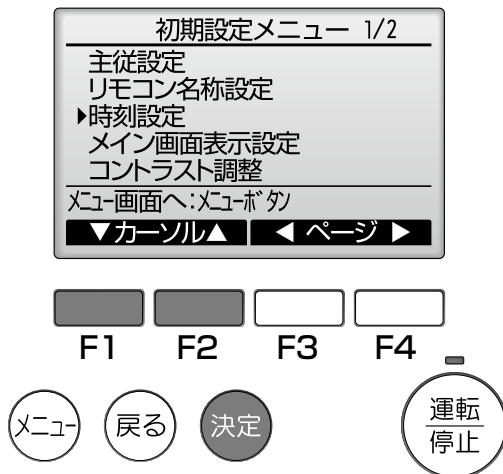 初期設定メニュー 1/2
主従設定
リモコン名称設定
▶時刻設定
メイン画面表示設定
コントラスト調整
メニュー画面へ:メニューボタン
▼カーソル▲ ◀ ページ ▶
F1 F2 F3 F4
メニュー 戻る 決定 運転
停止